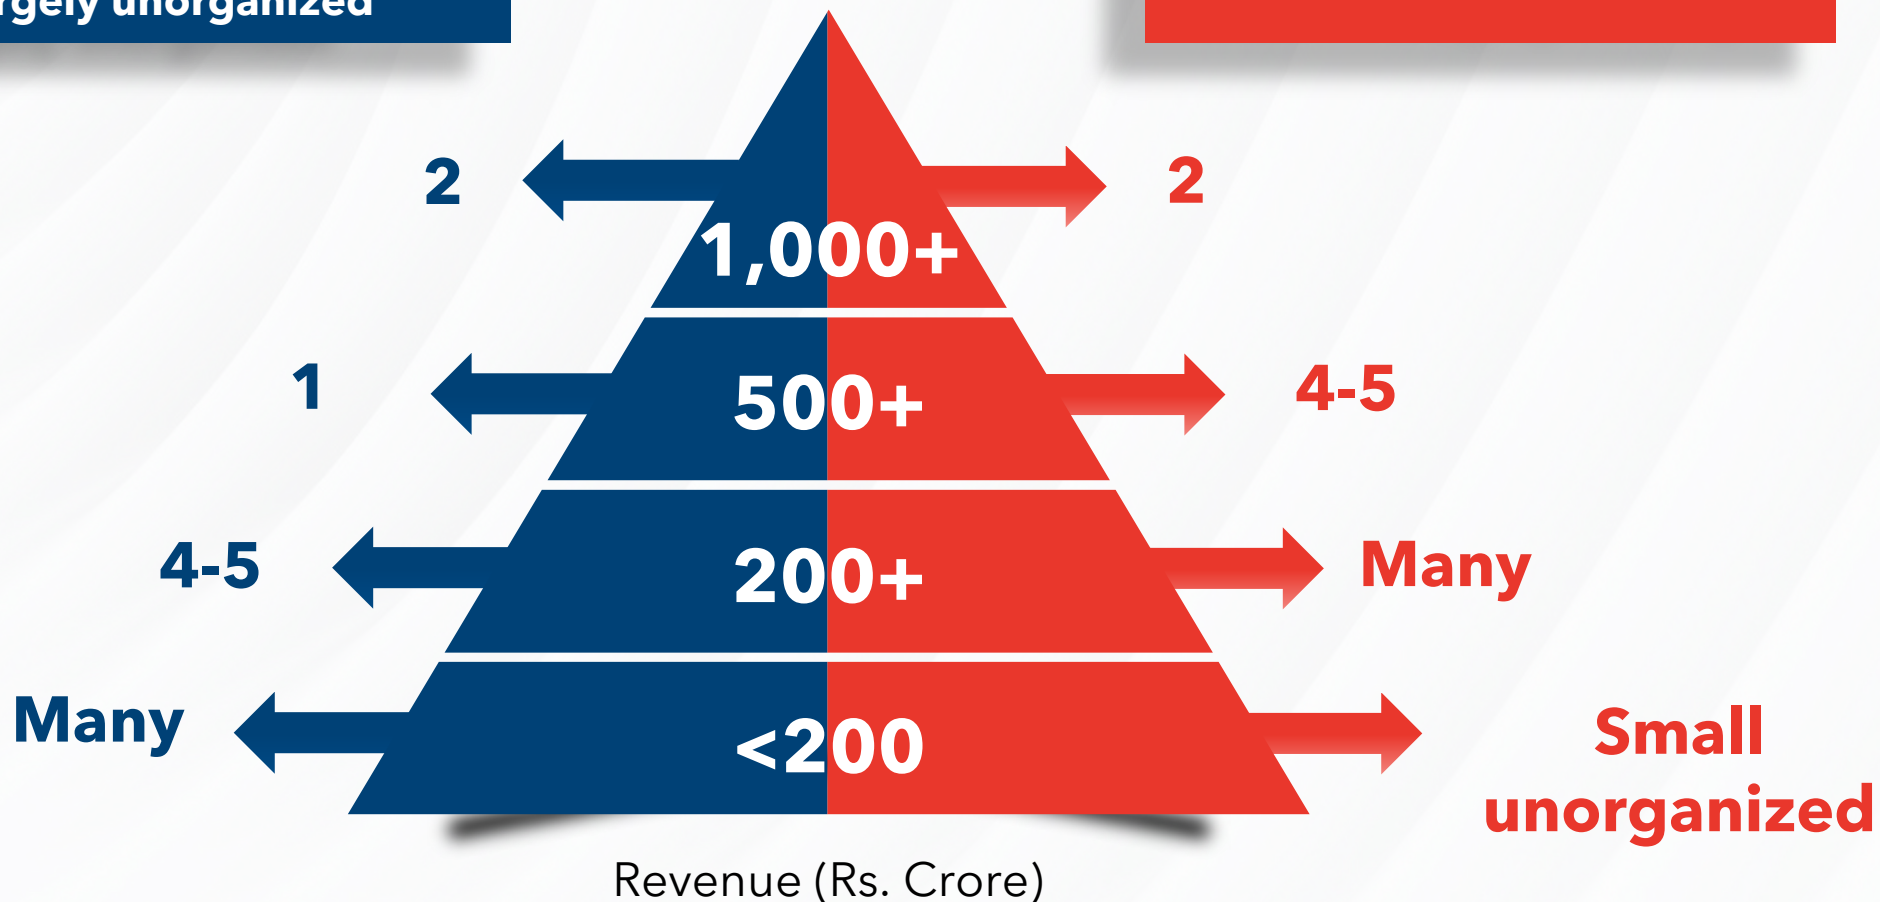 unorganized
2
2
1,000+
1
500+
4-5
4-5
200+
Many
Many
<200
Small
unorganized
Revenue (Rs. Crore)